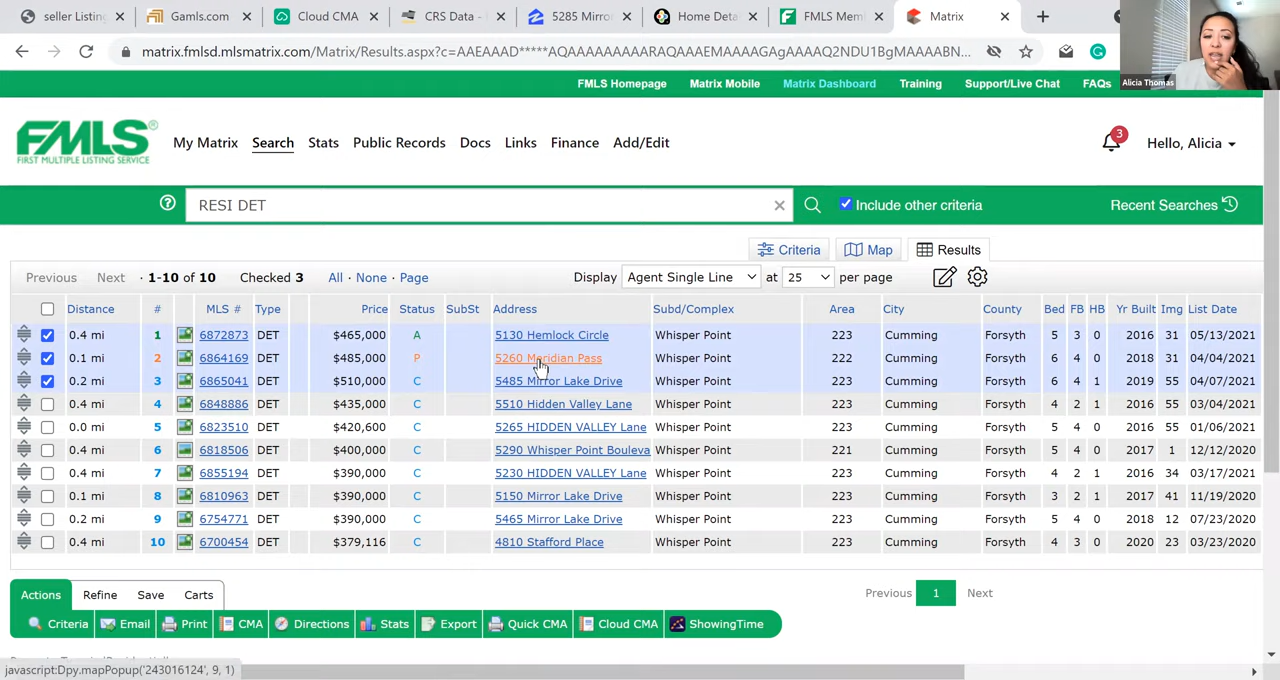 seller Listing
Gamls.com
Cloud CMA
CRS Data -
5285 Mirro
Home Deta
FMLS Mem
Matrix
matrix.fmlsd.mlsmatrix.com/Matrix/Results.aspx?c=AAEAAAD*****AQAAAAAAAAARAQAAAEMAAAAGAgAAAAQ2NDU1BgMAAAABN...
Alicia Thomas
FMLS Homepage Matrix Mobile Matrix Dashboard Training Support/Live Chat FAQs
FMLS®
FIRST MULTIPLE LISTING SERVICE
My Matrix Search Stats Public Records Docs Links Finance Add/Edit
3
Hello, Alicia
RESI DET
Include other criteria
Recent Searches
Criteria Map Results
Previous Next · 1-10 of 10 Checked 3 All · None · Page Display Agent Single Line at 25 per page
Distance # MLS # Type Price Status SubSt Address Subd/Complex Area City County Bed FB HB Yr Built Img List Date
0.4 mi 1 6872873 DET $465,000 A 5130 Hemlock Circle Whisper Point 223 Cumming Forsyth 5 3 0 2016 31 05/13/2021
0.1 mi 2 6864169 DET $485,000 P 5260 Meridian Pass Whisper Point 222 Cumming Forsyth 6 4 0 2018 31 04/04/2021
0.2 mi 3 6865041 DET $510,000 C 5485 Mirror Lake Drive Whisper Point 223 Cumming Forsyth 6 4 1 2019 55 04/07/2021
0.4 mi 4 6848886 DET $435,000 C 5510 Hidden Valley Lane Whisper Point 223 Cumming Forsyth 4 2 1 2016 55 03/04/2021
0.0 mi 5 6823510 DET $420,600 C 5265 HIDDEN VALLEY Lane Whisper Point 223 Cumming Forsyth 5 4 0 2016 55 01/06/2021
0.4 mi 6 6818506 DET $400,000 C 5290 Whisper Point Bouleva Whisper Point 221 Cumming Forsyth 5 4 0 2017 1 12/12/2020
0.4 mi 7 6855194 DET $390,000 C 5230 HIDDEN VALLEY Lane Whisper Point 223 Cumming Forsyth 4 2 1 2016 34 03/17/2021
0.4 mi 8 6810963 DET $390,000 C 5150 Mirror Lake Drive Whisper Point 223 Cumming Forsyth 3 2 1 2017 41 11/19/2020
0.2 mi 9 6754771 DET $390,000 C 5465 Mirror Lake Drive Whisper Point 223 Cumming Forsyth 5 4 0 2018 12 07/23/2020
0.4 mi 10 6700454 DET $379,116 C 4810 Stafford Place Whisper Point 223 Cumming Forsyth 4 3 0 2020 23 03/23/2020
Actions Refine Save Carts
Previous 1 Next
Criteria Email Print CMA Directions Stats Export Quick CMA Cloud CMA ShowingTime
javascript:Dpy.mapPopup('243016124', 9, 1)